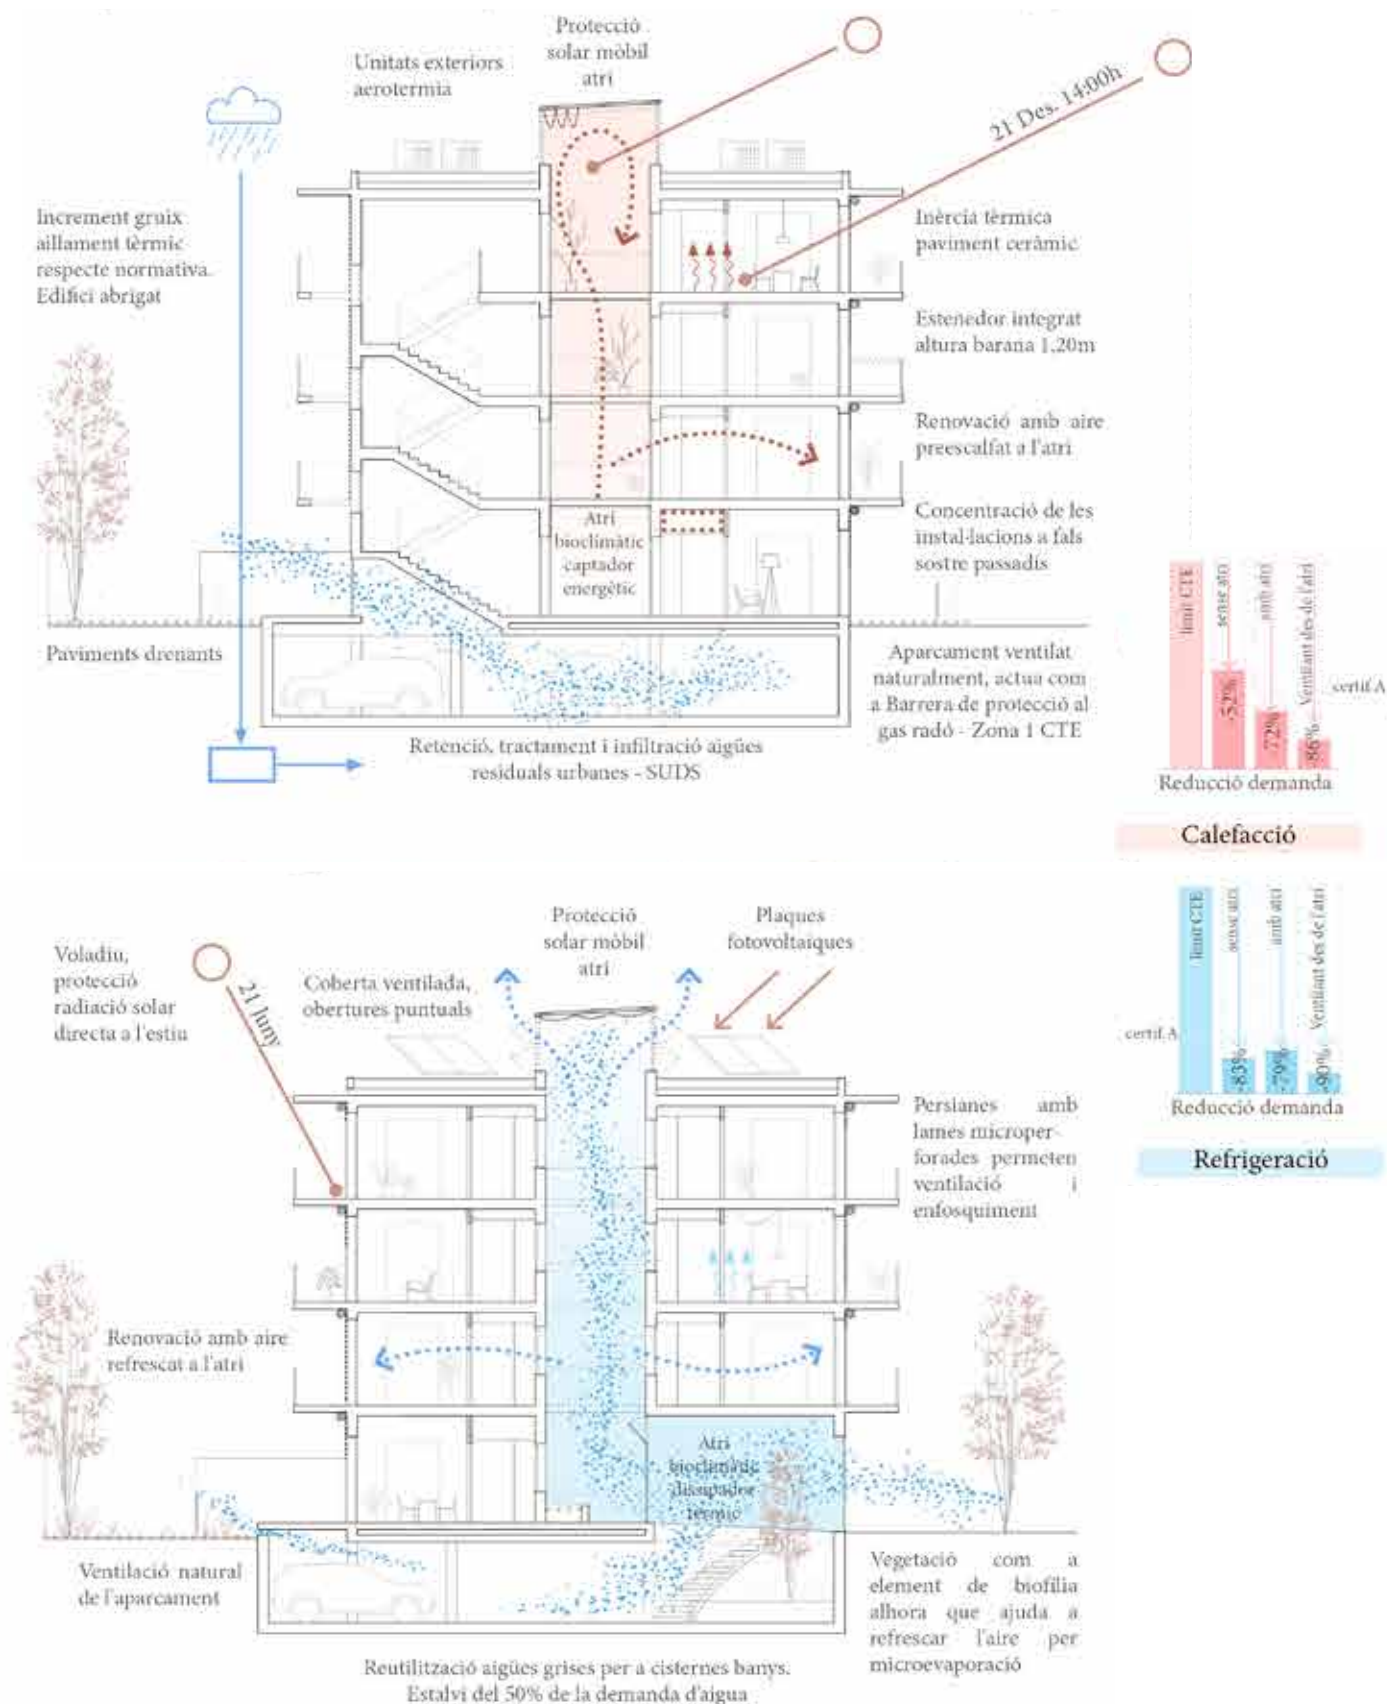 Protecció
solar mòbil
atri
Unitats exteriors
aerotermia
21 Des. 14:00h
Increment gruix
aillament tèrmic
respecte normativa.
Edifici abrigat
Inèrcia tèrmica
paviment ceràmic
Estenedor integrat
altura barana 1,20m
Renovació amb aire
preescalfat a l'atri
Concentració de les
instal·lacions a fals
sostre passadís
Atri
bioclimàtic
captador
energètic
Paviments drenants
Aparcament ventilat
naturalment, actua com
a Barrera de protecció al
gas radó - Zona 1 CTE
Retenció, tractament i infiltració aigües
residuals urbanes - SUDS
límit CTE
sense atri
amb atri
Ventilant des de l'atri
-52%
-72%
-86%
certif.A
Reducció demanda
Calefacció
Protecció
solar mòbil
atri
Plaques
fotovoltaiques
Voladiu,
protecció
radiació solar
directa a l'estiu
21 Juny
Coberta ventilada,
obertures puntuals
límit CTE
sense atri
amb atri
Ventilant des de l'atri
certif.A
-83%
-79%
-90%
Reducció demanda
Refrigeració
Persianes amb
lames microper-
forades permeten
ventilació i
enfosquiment
Renovació amb aire
refrescat a l'atri
Atri
bioclimàtic
dissipador
tèrmic
Ventilació natural
de l'aparcament
Vegetació com a
element de biofília
alhora que ajuda a
refrescar l'aire per
microevaporació
Reutilització aigües grises per a cisternes banys.
Estalvi del 50% de la demanda d'aigua